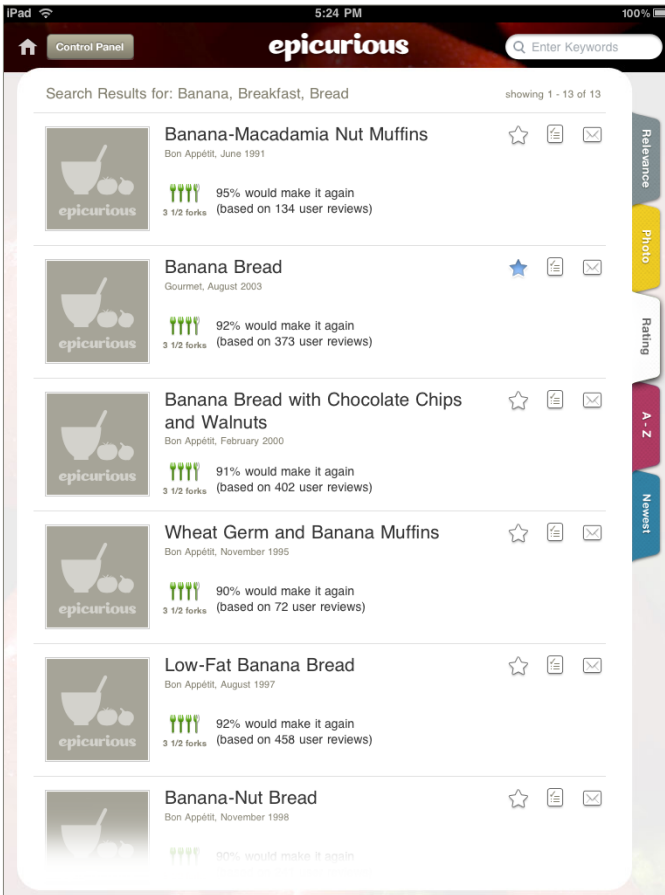 iPad 5:24 PM 100%
Control Panel epicurious Enter Keywords
Search Results for: Banana, Breakfast, Bread showing 1 - 13 of 13
Banana-Macadamia Nut Muffins
Bon Appétit, June 1991
epicurious
3 1/2 forks
95% would make it again
(based on 134 user reviews)
Banana Bread
Gourmet, August 2003
epicurious
3 1/2 forks
92% would make it again
(based on 373 user reviews)
Banana Bread with Chocolate Chips
and Walnuts
Bon Appétit, February 2000
epicurious
3 1/2 forks
91% would make it again
(based on 402 user reviews)
Wheat Germ and Banana Muffins
Bon Appétit, November 1995
epicurious
3 1/2 forks
90% would make it again
(based on 72 user reviews)
Low-Fat Banana Bread
Bon Appétit, August 1997
epicurious
3 1/2 forks
92% would make it again
(based on 458 user reviews)
Banana-Nut Bread
Bon Appétit, November 1998
90% would make it again
Relevance
Photo
Rating
A - Z
Newest